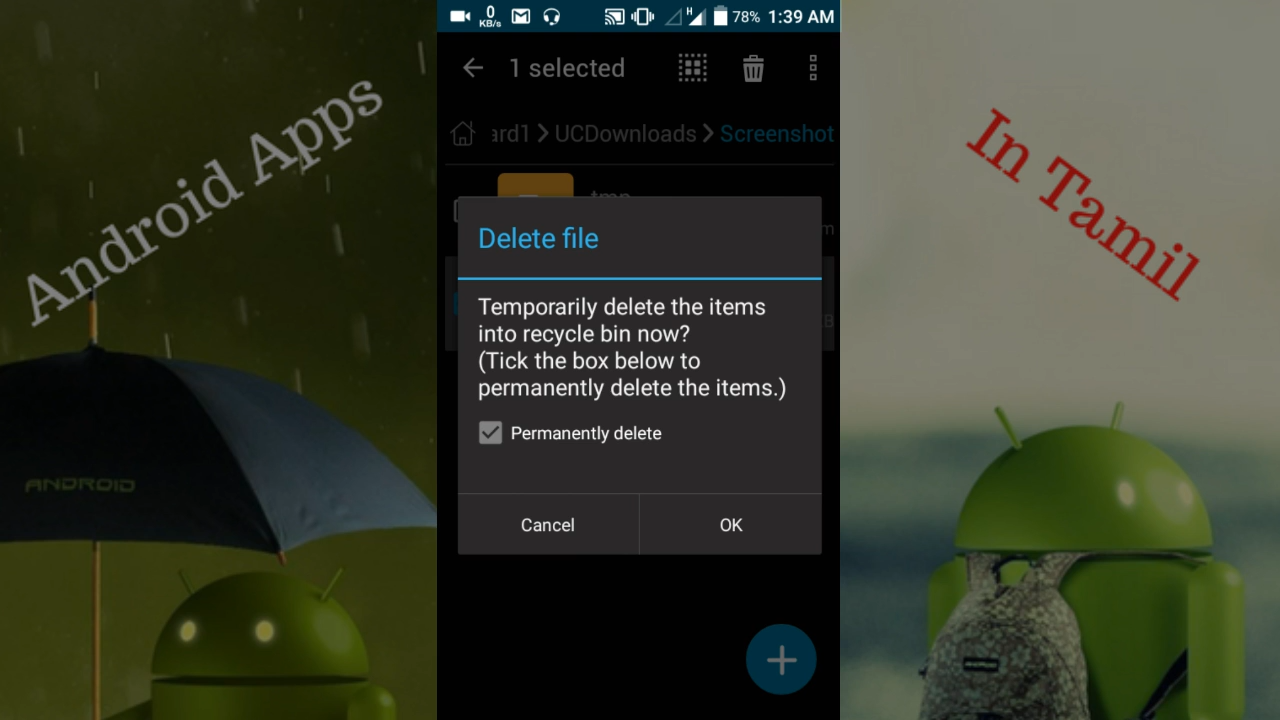 Android Apps
ANDROID
0
KB/s
H
78% 1:39 AM
1 selected
ard1 UCDownloads Screenshot
tmp
m
Delete file
Temporarily delete the items
into recycle bin now?
(Tick the box below to
permanently delete the items.)
Permanently delete
Cancel OK
In Tamil